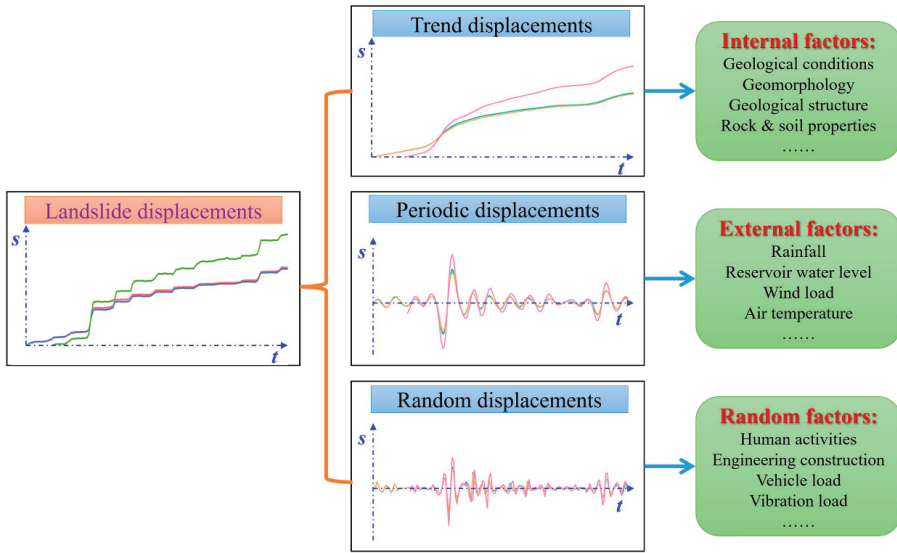 Landslide displacements
s
t
Trend displacements
s
t
Internal factors:
Geological conditions
Geomorphology
Geological structure
Rock & soil properties
......
Periodic displacements
s
t
External factors:
Rainfall
Reservoir water level
Wind load
Air temperature
......
Random displacements
s
t
Random factors:
Human activities
Engineering construction
Vehicle load
Vibration load
......